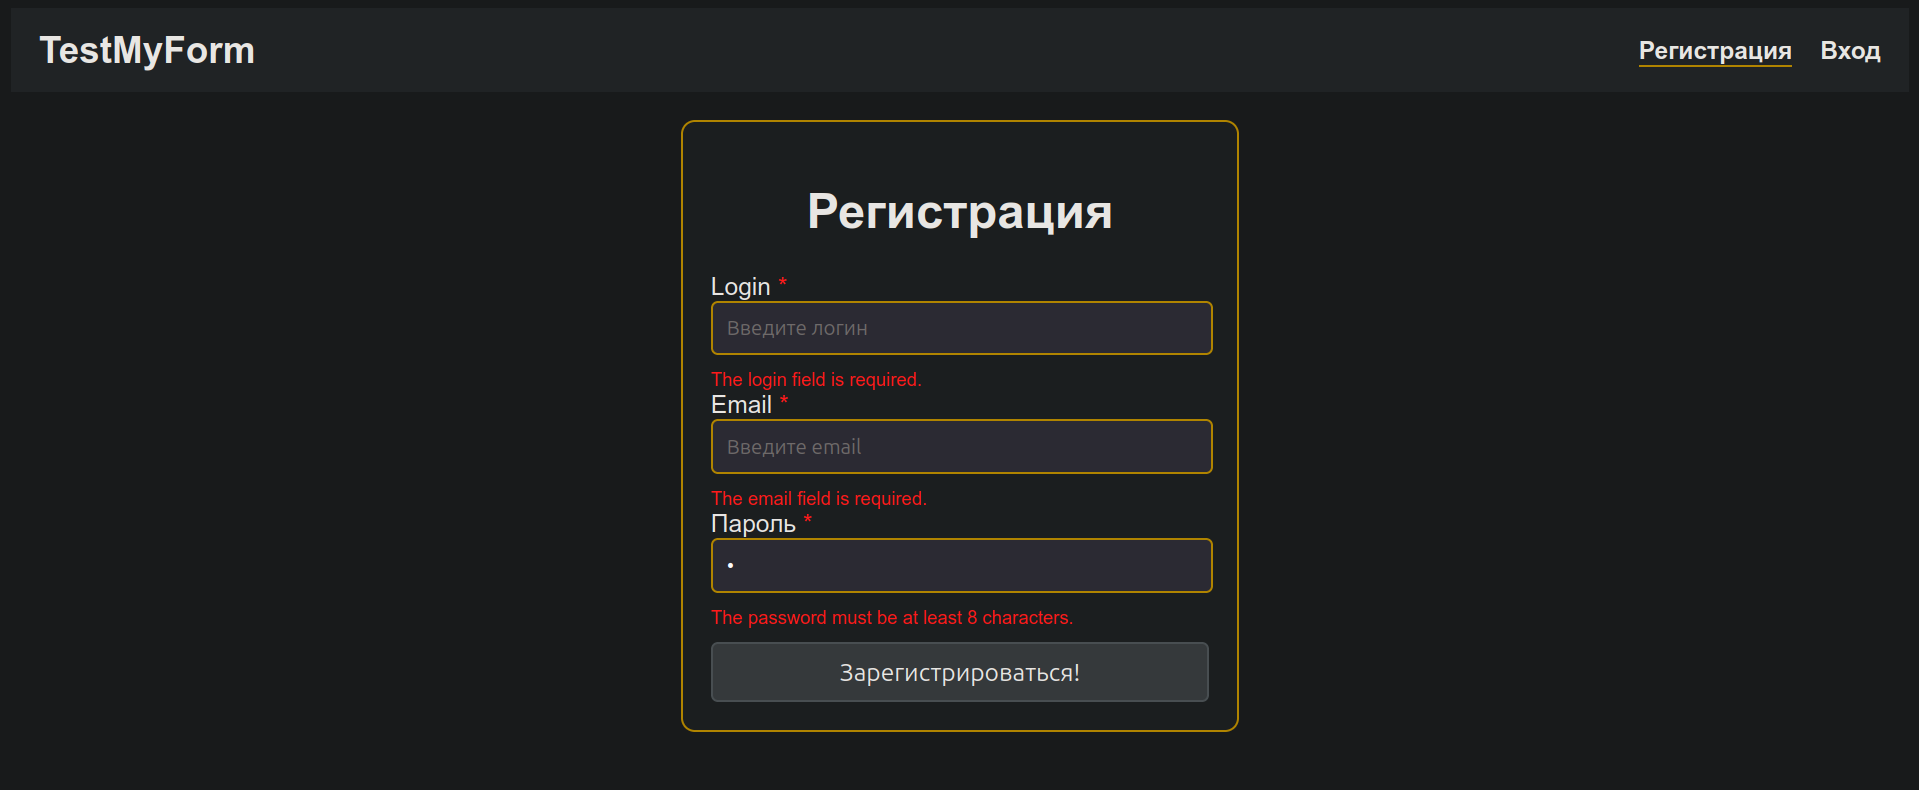 TestMyForm
Регистрация Вход
Регистрация
Login *
Введите логин
The login field is required.
Email *
Введите email
The email field is required.
Пароль *
•
The password must be at least 8 characters.
Зарегистрироваться!